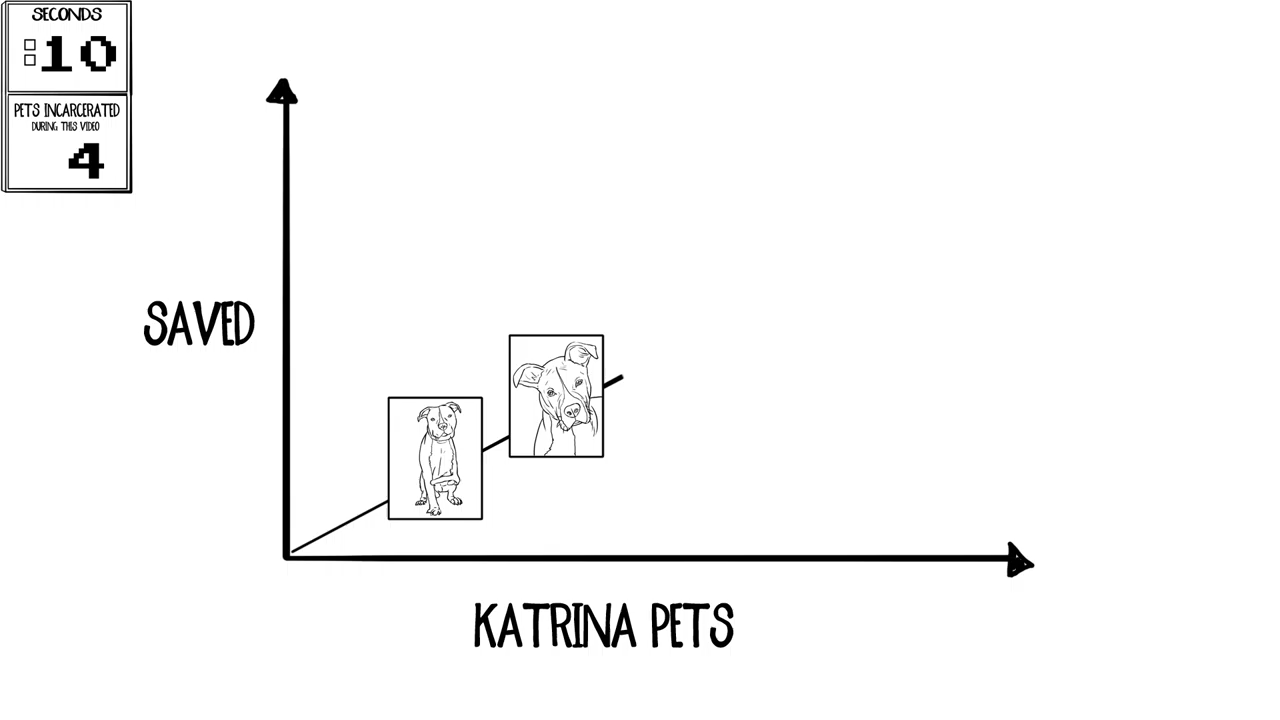 SECONDS
:10
PETS INCARCERATED
DURING THIS VIDEO
4
SAVED
KATRINA PETS